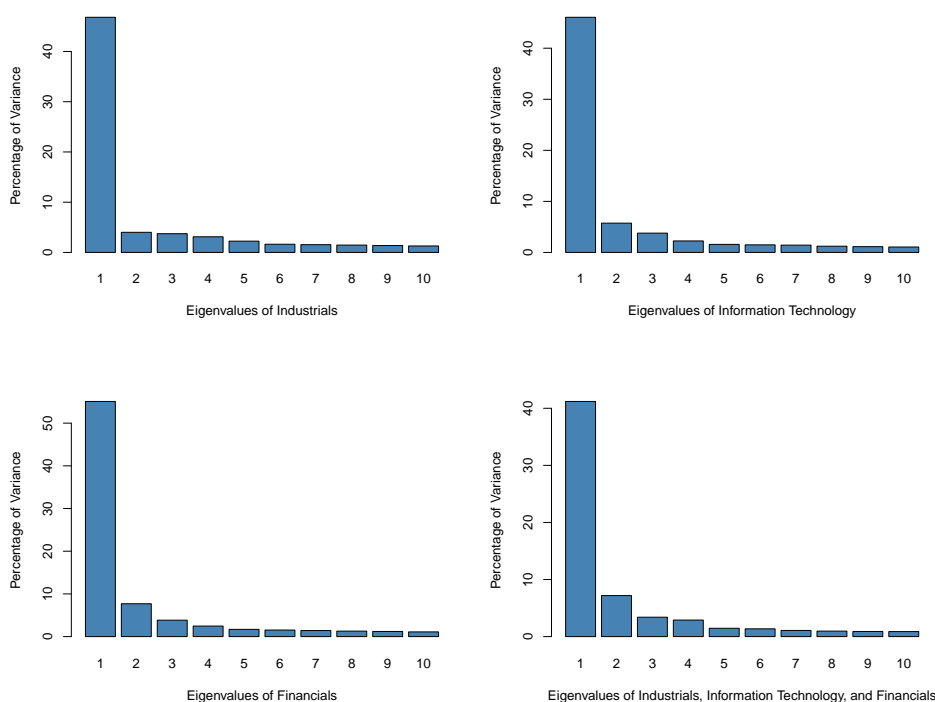 Percentage of Variance
0 10 20 30 40
1 2 3 4 5 6 7 8 9 10
Eigenvalues of Industrials
Percentage of Variance
0 10 20 30 40
1 2 3 4 5 6 7 8 9 10
Eigenvalues of Information Technology
Percentage of Variance
0 10 20 30 40 50
1 2 3 4 5 6 7 8 9 10
Eigenvalues of Financials
Percentage of Variance
0 10 20 30 40
1 2 3 4 5 6 7 8 9 10
Eigenvalues of Industrials, Information Technology, and Financials